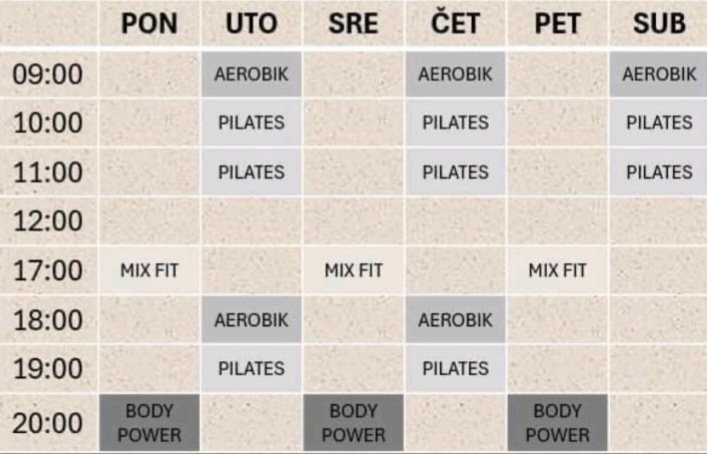 PON UTO SRE ČET PET SUB
09:00 AEROBIK AEROBIK AEROBIK
10:00 PILATES PILATES PILATES
11:00 PILATES PILATES PILATES
12:00
17:00 MIX FIT MIX FIT MIX FIT
18:00 AEROBIK AEROBIK
19:00 PILATES PILATES
20:00 BODY POWER BODY POWER BODY POWER